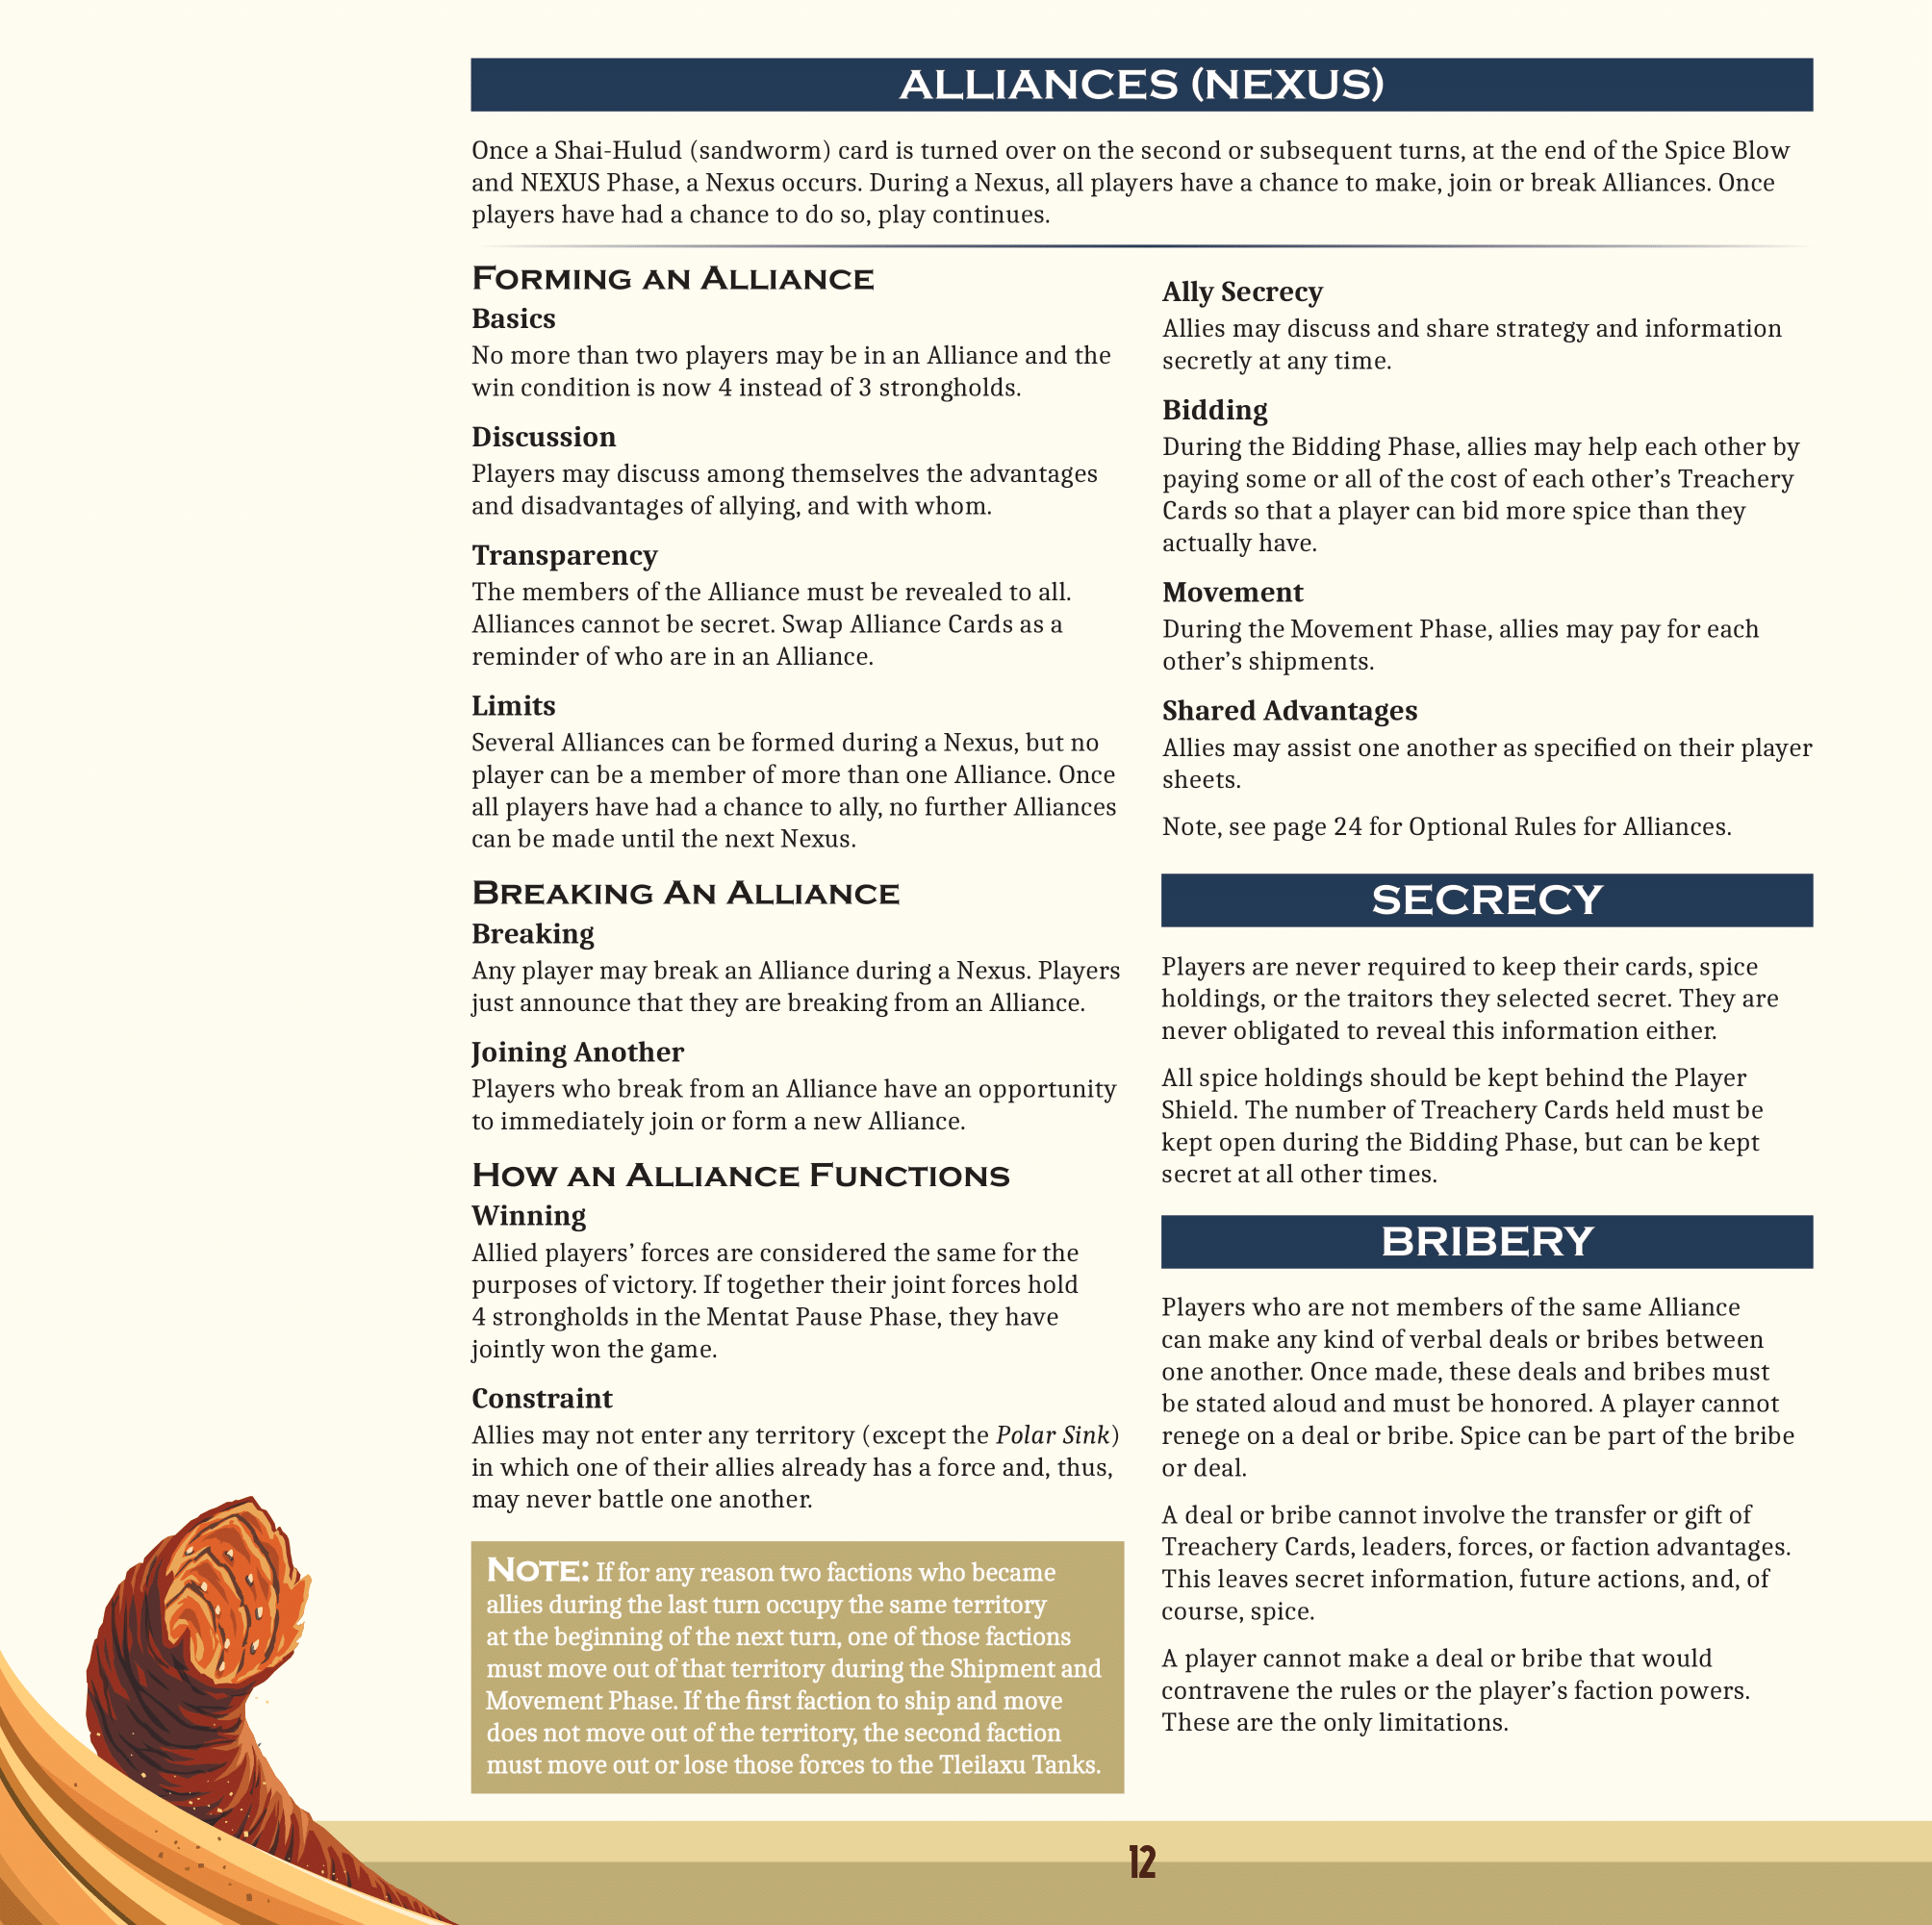 ALLIANCES (NEXUS)
Once a Shai-Hulud (sandworm) card is turned over on the second or subsequent turns, at the end of the Spice Blow
and NEXUS Phase, a Nexus occurs. During a Nexus, all players have a chance to make, join or break Alliances. Once
players have had a chance to do so, play continues.
FORMING AN ALLIANCE
Basics
No more than two players may be in an Alliance and the
win condition is now 4 instead of 3 strongholds.
Discussion
Players may discuss among themselves the advantages
and disadvantages of allying, and with whom.
Transparency
The members of the Alliance must be revealed to all.
Alliances cannot be secret. Swap Alliance Cards as a
reminder of who are in an Alliance.
Limits
Several Alliances can be formed during a Nexus, but no
player can be a member of more than one Alliance. Once
all players have had a chance to ally, no further Alliances
can be made until the next Nexus.
BREAKING AN ALLIANCE
Breaking
Any player may break an Alliance during a Nexus. Players
just announce that they are breaking from an Alliance.
Joining Another
Players who break from an Alliance have an opportunity
to immediately join or form a new Alliance.
HOW AN ALLIANCE FUNCTIONS
Winning
Allied players’ forces are considered the same for the
purposes of victory. If together their joint forces hold
4 strongholds in the Mentat Pause Phase, they have
jointly won the game.
Constraint
Allies may not enter any territory (except the Polar Sink)
in which one of their allies already has a force and, thus,
may never battle one another.
NOTE: If for any reason two factions who became
allies during the last turn occupy the same territory
at the beginning of the next turn, one of those factions
must move out of that territory during the Shipment and
Movement Phase. If the first faction to ship and move
does not move out of the territory, the second faction
must move out or lose those forces to the Tleilaxu Tanks.
Ally Secrecy
Allies may discuss and share strategy and information
secretly at any time.
Bidding
During the Bidding Phase, allies may help each other by
paying some or all of the cost of each other’s Treachery
Cards so that a player can bid more spice than they
actually have.
Movement
During the Movement Phase, allies may pay for each
other’s shipments.
Shared Advantages
Allies may assist one another as specified on their player
sheets.
Note, see page 24 for Optional Rules for Alliances.
SECRECY
Players are never required to keep their cards, spice
holdings, or the traitors they selected secret. They are
never obligated to reveal this information either.
All spice holdings should be kept behind the Player
Shield. The number of Treachery Cards held must be
kept open during the Bidding Phase, but can be kept
secret at all other times.
BRIBERY
Players who are not members of the same Alliance
can make any kind of verbal deals or bribes between
one another. Once made, these deals and bribes must
be stated aloud and must be honored. A player cannot
renege on a deal or bribe. Spice can be part of the bribe
or deal.
A deal or bribe cannot involve the transfer or gift of
Treachery Cards, leaders, forces, or faction advantages.
This leaves secret information, future actions, and, of
course, spice.
A player cannot make a deal or bribe that would
contravene the rules or the player’s faction powers.
These are the only limitations.
12